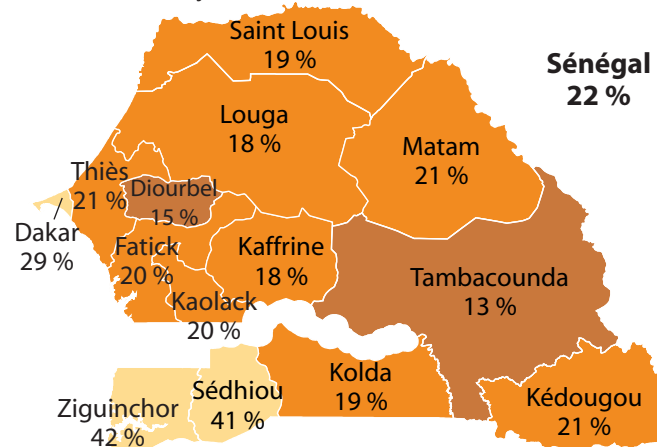 Saint Louis
19 %
Sénégal
22 %
Louga
18 %
Matam
21 %
Thiès
21 %
Diourbel
15 %
Dakar
29 %
Fatick
20 %
Kaffrine
18 %
Tambacounda
13 %
Kaolack
20 %
Kolda
19 %
Sédhiou
41 %
Kédougou
21 %
Ziguinchor
42 %